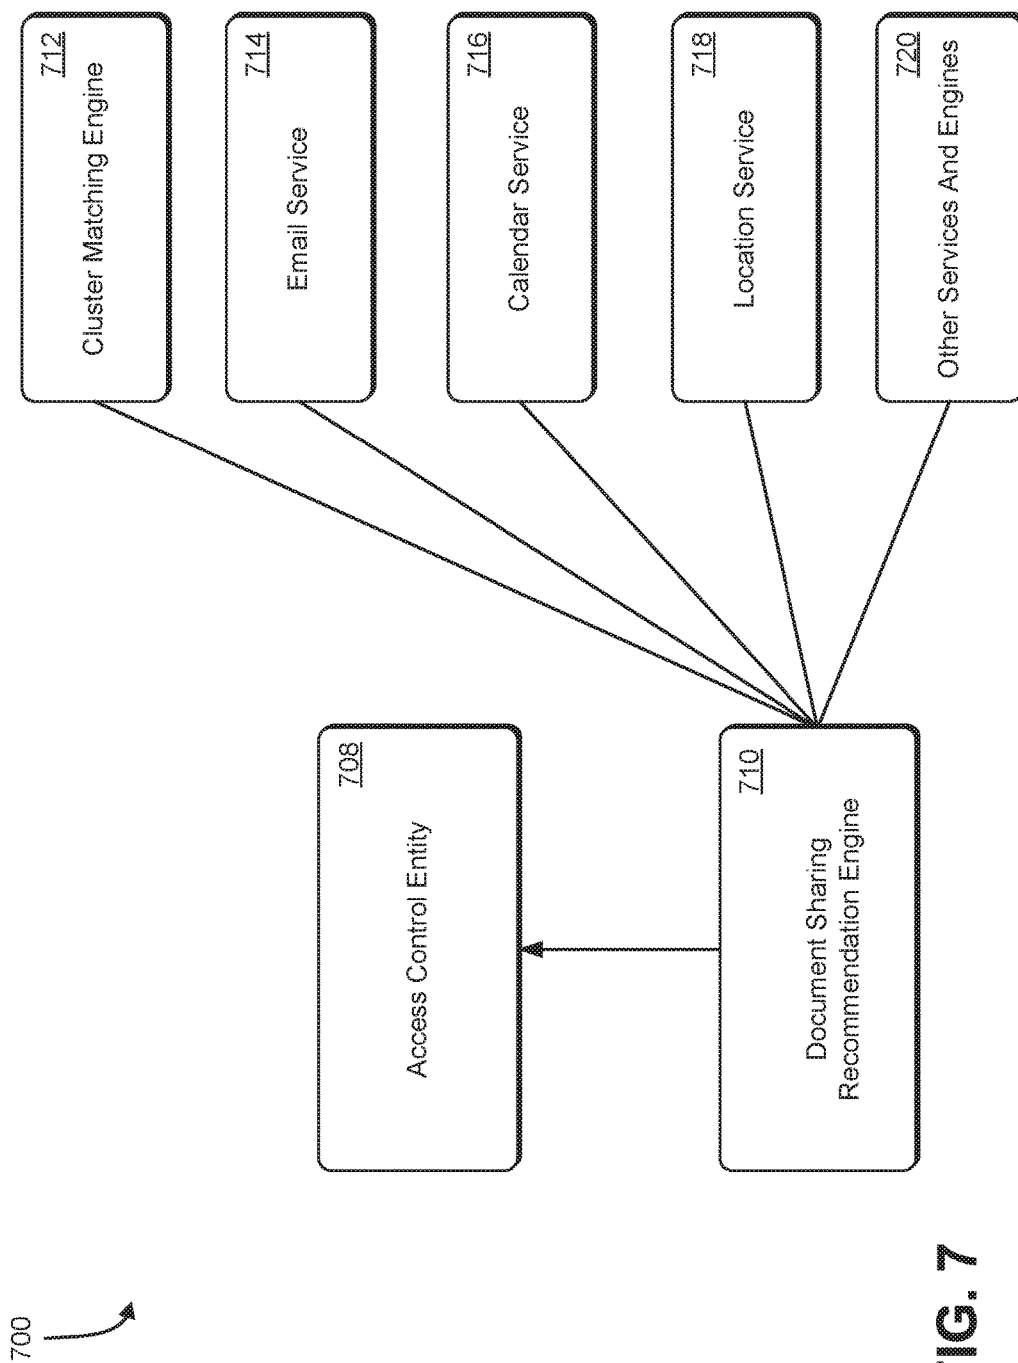 700
708
Access Control Entity
710
Document Sharing
Recommendation Engine
712
Cluster Matching Engine
714
Email Service
716
Calendar Service
718
Location Service
720
Other Services And Engines
FIG. 7